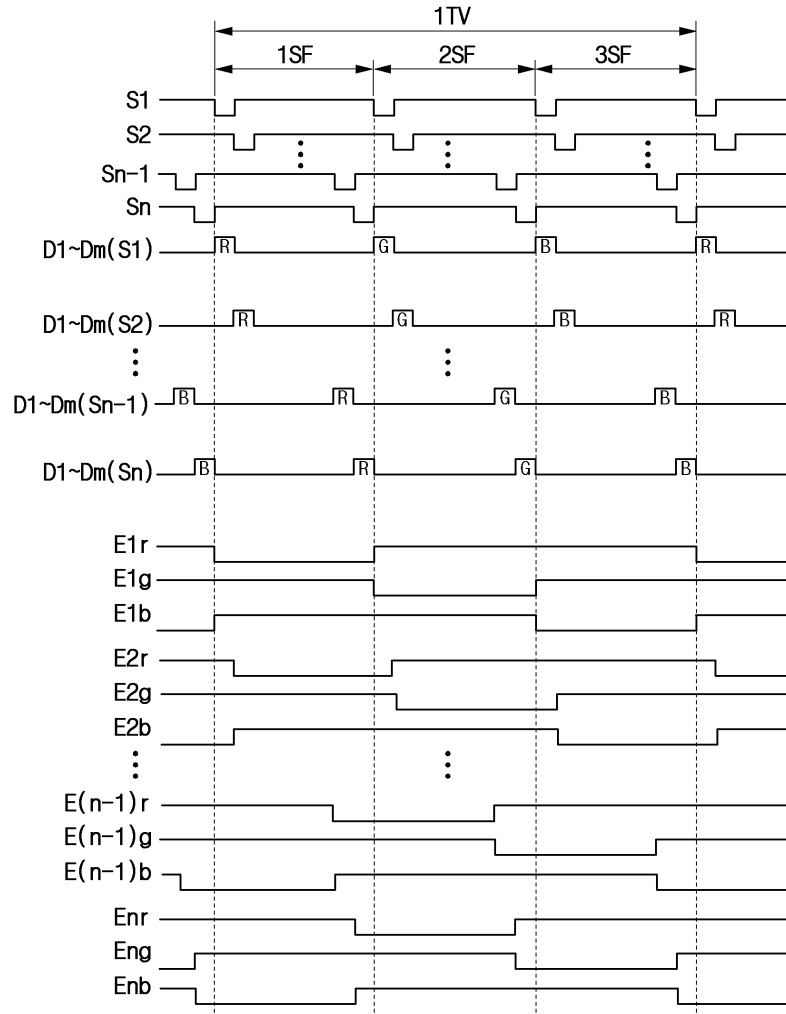 1TV
1SF 2SF 3SF
S1
S2
Sn-1
Sn
D1~Dm(S1) R G B R
D1~Dm(S2) R G B R
D1~Dm(Sn-1) B R G B
D1~Dm(Sn) B R G B
E1r
E1g
E1b
E2r
E2g
E2b
E(n-1)r
E(n-1)g
E(n-1)b
Enr
Eng
Enb